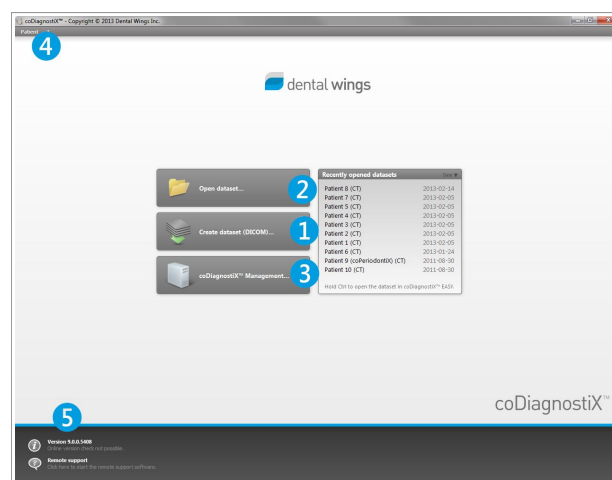 coDiagnostiX™ - Copyright © 2013 Dental Wings Inc.
Patient ?
4
dental wings
Open dataset...
2
Create dataset (DICOM)...
1
coDiagnostiX™ Management...
3
Recently opened datasets
Date ▼
Patient 8 (CT) 2013-02-14
Patient 7 (CT) 2013-02-05
Patient 5 (CT) 2013-02-05
Patient 4 (CT) 2013-02-05
Patient 3 (CT) 2013-02-05
Patient 2 (CT) 2013-02-05
Patient 1 (CT) 2013-02-05
Patient 6 (CT) 2013-01-24
Patient 9 (coPeriodontiX) (CT) 2011-08-30
Patient 10 (CT) 2011-08-30
Hold Ctrl to open the dataset in coDiagnostiX™ EASY.
coDiagnostiX™
5
Version 9.0.0.5408
Online version check not possible.
Remote support
Click here to start the remote support software.